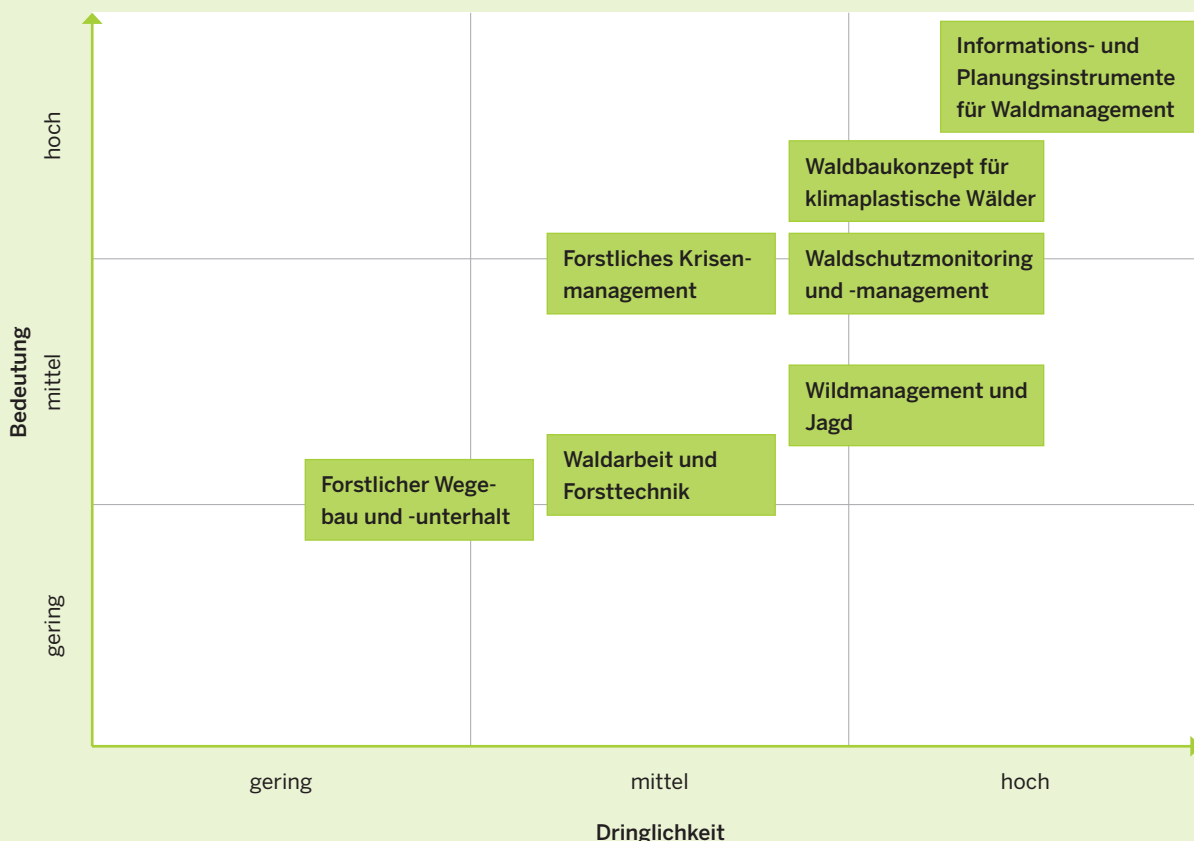 Informations- und
Planungsinstrumente
für Waldmanagement
hoch
Waldbaukonzept für
klimaplastische Wälder
Forstliches Krisen-
management
Waldschutzmonitoring
und -management
Bedeutung
mittel
Wildmanagement und
Jagd
Waldarbeit und
Forsttechnik
Forstlicher Wege-
bau und -unterhalt
gering
gering
mittel
hoch
Dringlichkeit